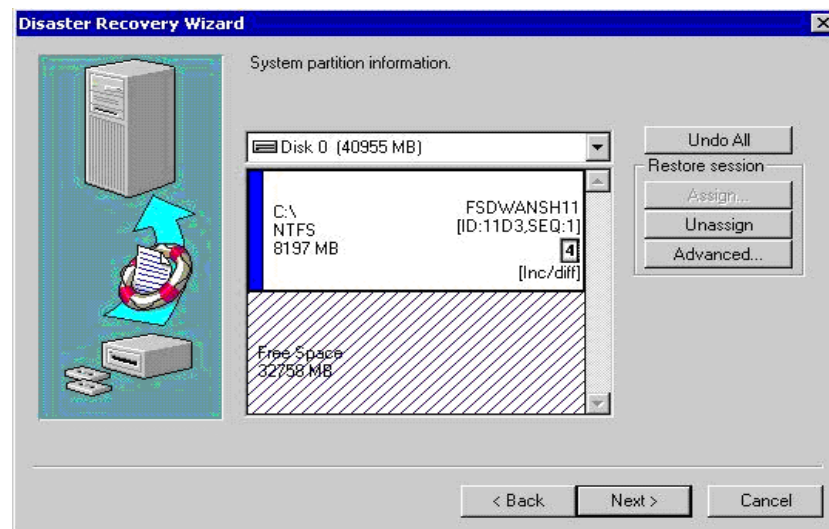 Disaster Recovery Wizard
System partition information.
Disk 0 (40955 MB)
C:\
NTFS
8197 MB
FSDWANSH11
[ID:11D3,SEQ:1]
4
[Inc/diff]
Free Space
32758 MB
Undo All
Restore session
Assign...
Unassign
Advanced...
< Back
Next >
Cancel